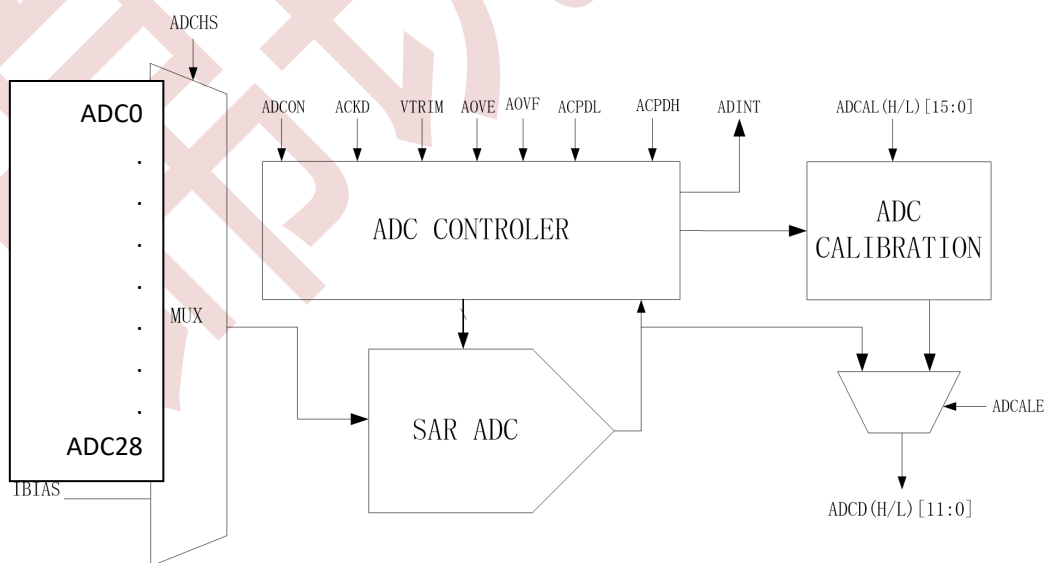 ADCHS
ADC0
.
.
.
.
.
.
.
ADC28
MUX
IBIAS
ADCON ACKD VTRIM AOVE AOVF ACPDL ACPDH ADINT ADCAL(H/L)[15:0]
ADC CONTROLER
ADC
CALIBRATION
SAR ADC
ADCALE
ADCD(H/L)[11:0]